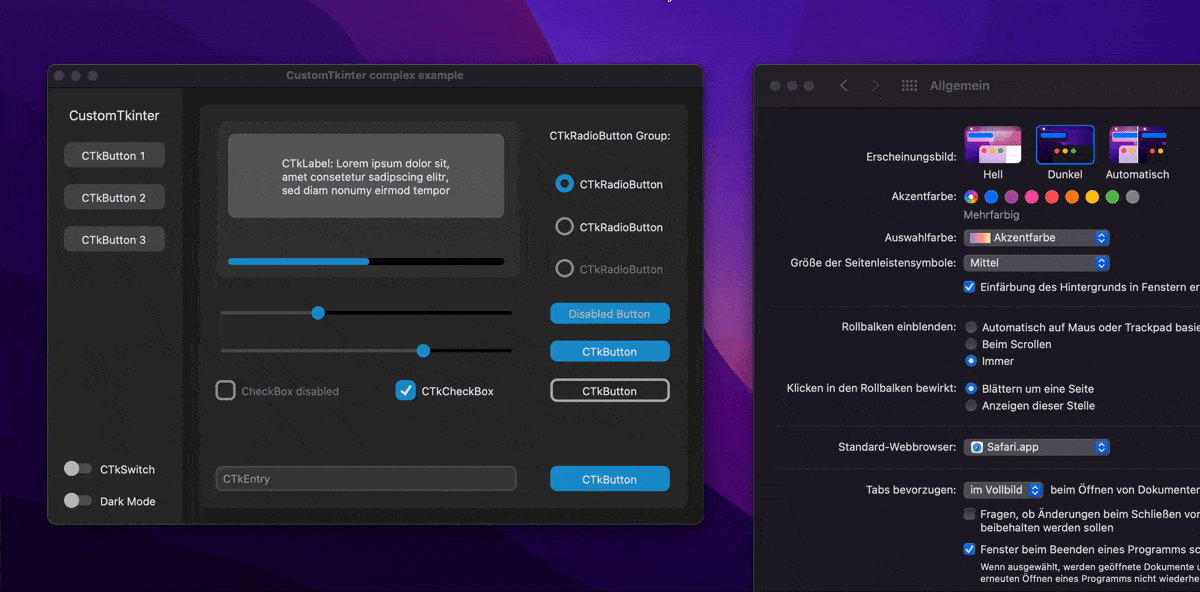 CustomTkinter complex example
CustomTkinter
CTkButton 1
CTkButton 2
CTkButton 3
CTkSwitch
Dark Mode
CTkLabel: Lorem ipsum dolor sit,
amet consetetur sadipscing elitr,
sed diam nonumy eirmod tempor
CTkRadioButton Group:
CTkRadioButton
CTkRadioButton
CTkRadioButton
Disabled Button
CTkButton
CheckBox disabled
CTkCheckBox
CTkButton
CTkEntry
CTkButton
Allgemein
Erscheinungsbild:
Hell
Dunkel
Automatisch
Akzentfarbe:
Mehrfarbig
Auswahlfarbe:
Akzentfarbe
Größe der Seitenleistensymbole:
Mittel
Einfärbung des Hintergrunds in Fenstern er
Rollbalken einblenden:
Automatisch auf Maus oder Trackpad basie
Beim Scrollen
Immer
Klicken in den Rollbalken bewirkt:
Blättern um eine Seite
Anzeigen dieser Stelle
Standard-Webbrowser:
Safari.app
Tabs bevorzugen:
im Vollbild
beim Öffnen von Dokumenten
Fragen, ob Änderungen beim Schließen vor
beibehalten werden sollen
Fenster beim Beenden eines Programms sc
Wenn ausgewählt, werden geöffnete Dokumente u
erneuten Öffnen eines Programms nicht wiederhe